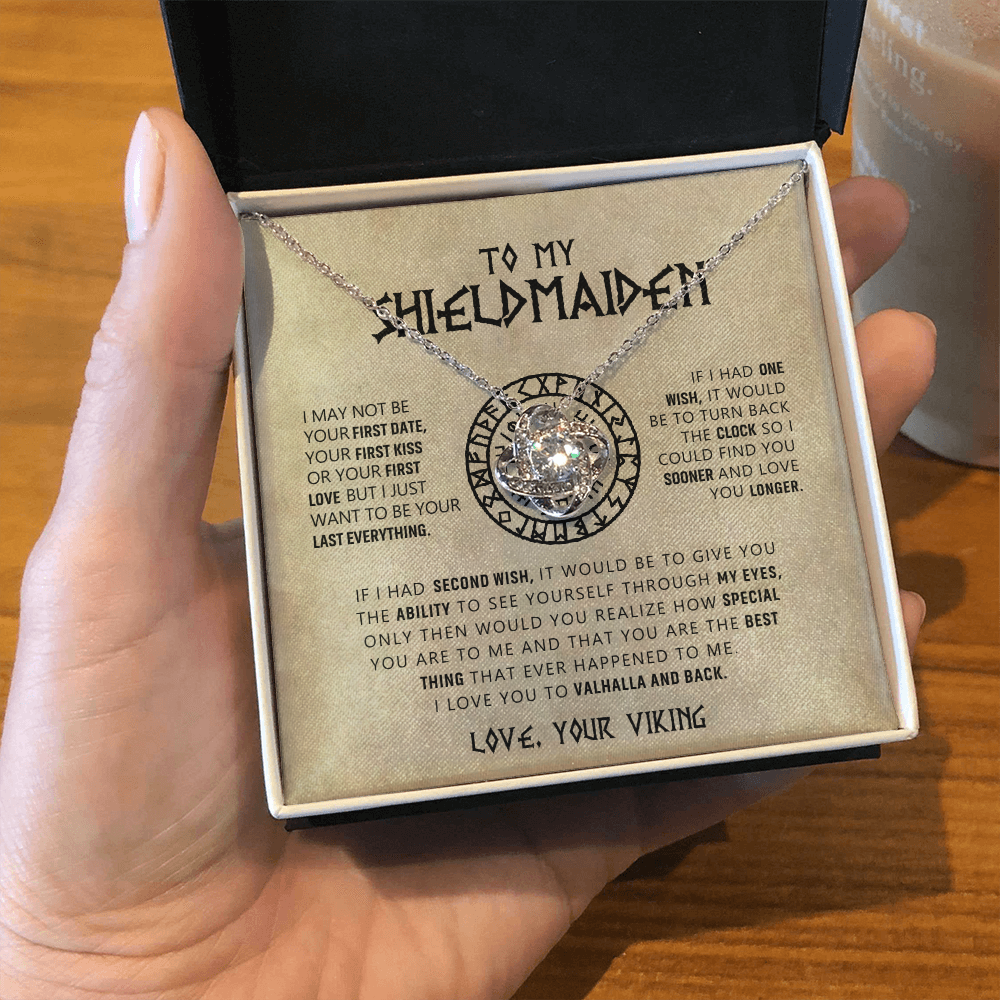 TO MY
SHIELDMAIDEN
I MAY NOT BE
YOUR FIRST DATE,
YOUR FIRST KISS
OR YOUR FIRST
LOVE BUT I JUST
WANT TO BE YOUR
LAST EVERYTHING.
IF I HAD ONE
WISH, IT WOULD
BE TO TURN BACK
THE CLOCK SO I
COULD FIND YOU
SOONER AND LOVE
YOU LONGER.
IF I HAD SECOND WISH, IT WOULD BE TO GIVE YOU
THE ABILITY TO SEE YOURSELF THROUGH MY EYES,
ONLY THEN WOULD YOU REALIZE HOW SPECIAL
YOU ARE TO ME AND THAT YOU ARE THE BEST
THING THAT EVER HAPPENED TO ME.
I LOVE YOU TO VALHALLA AND BACK.
LOVE, YOUR VIKING
first